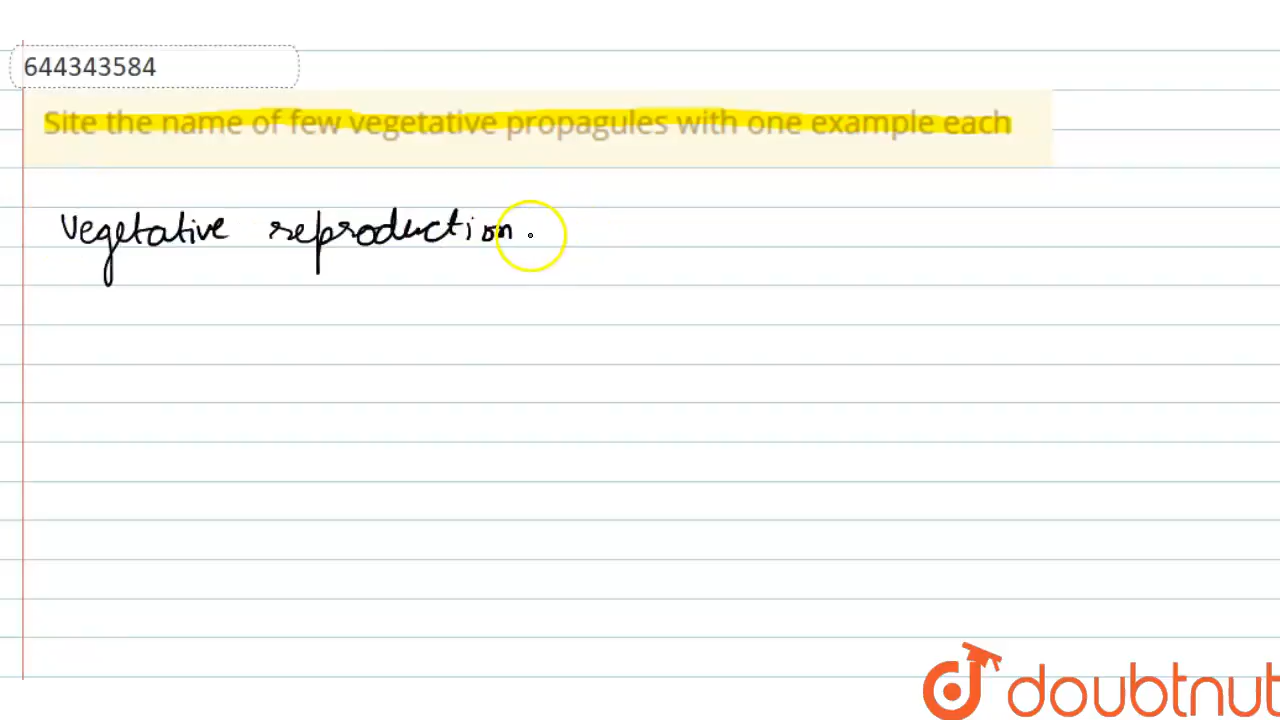 644343584
Site the name of few vegetative propagules with one example each
Vegetative reproduction.
doubtnut